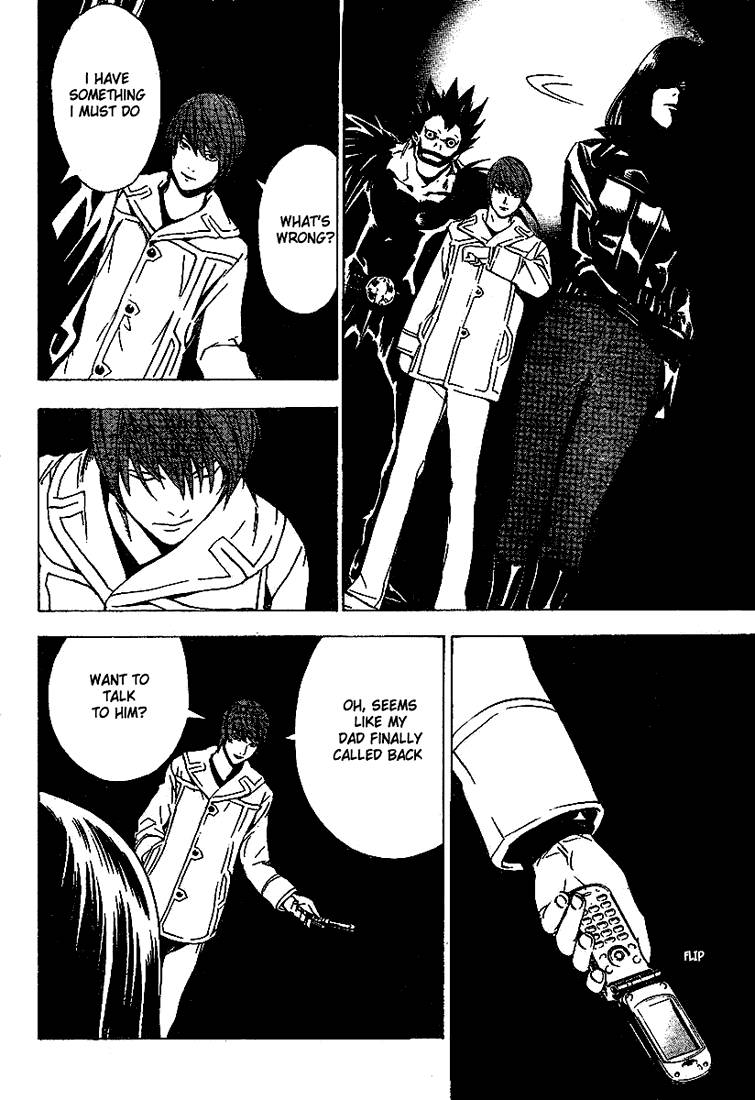 WHAT'S
WRONG?
I HAVE
SOMETHING
I MUST DO
FLIP
OH, SEEMS
LIKE MY
DAD FINALLY
CALLED BACK
WANT TO
TALK
TO HIM?